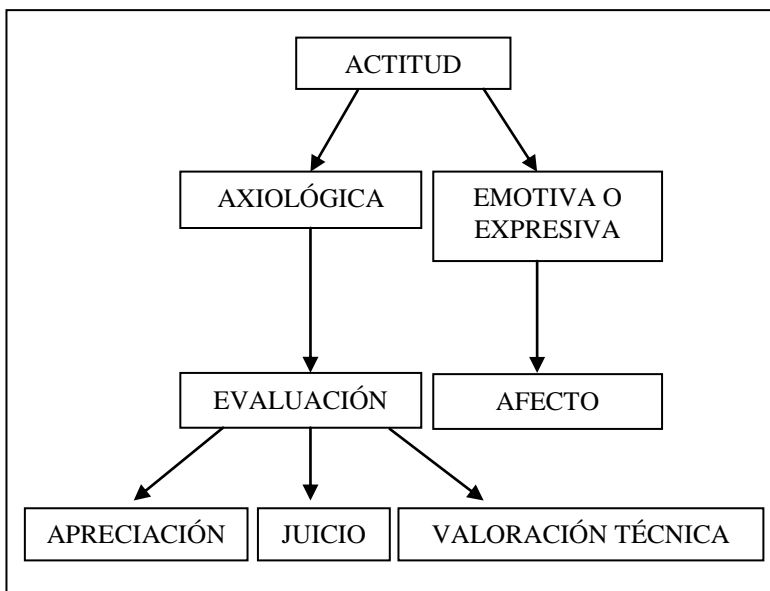 ACTITUD
AXIOLÓGICA
EMOTIVA O
EXPRESIVA
EVALUACIÓN
AFECTO
APRECIACIÓN
JUICIO
VALORACIÓN TÉCNICA